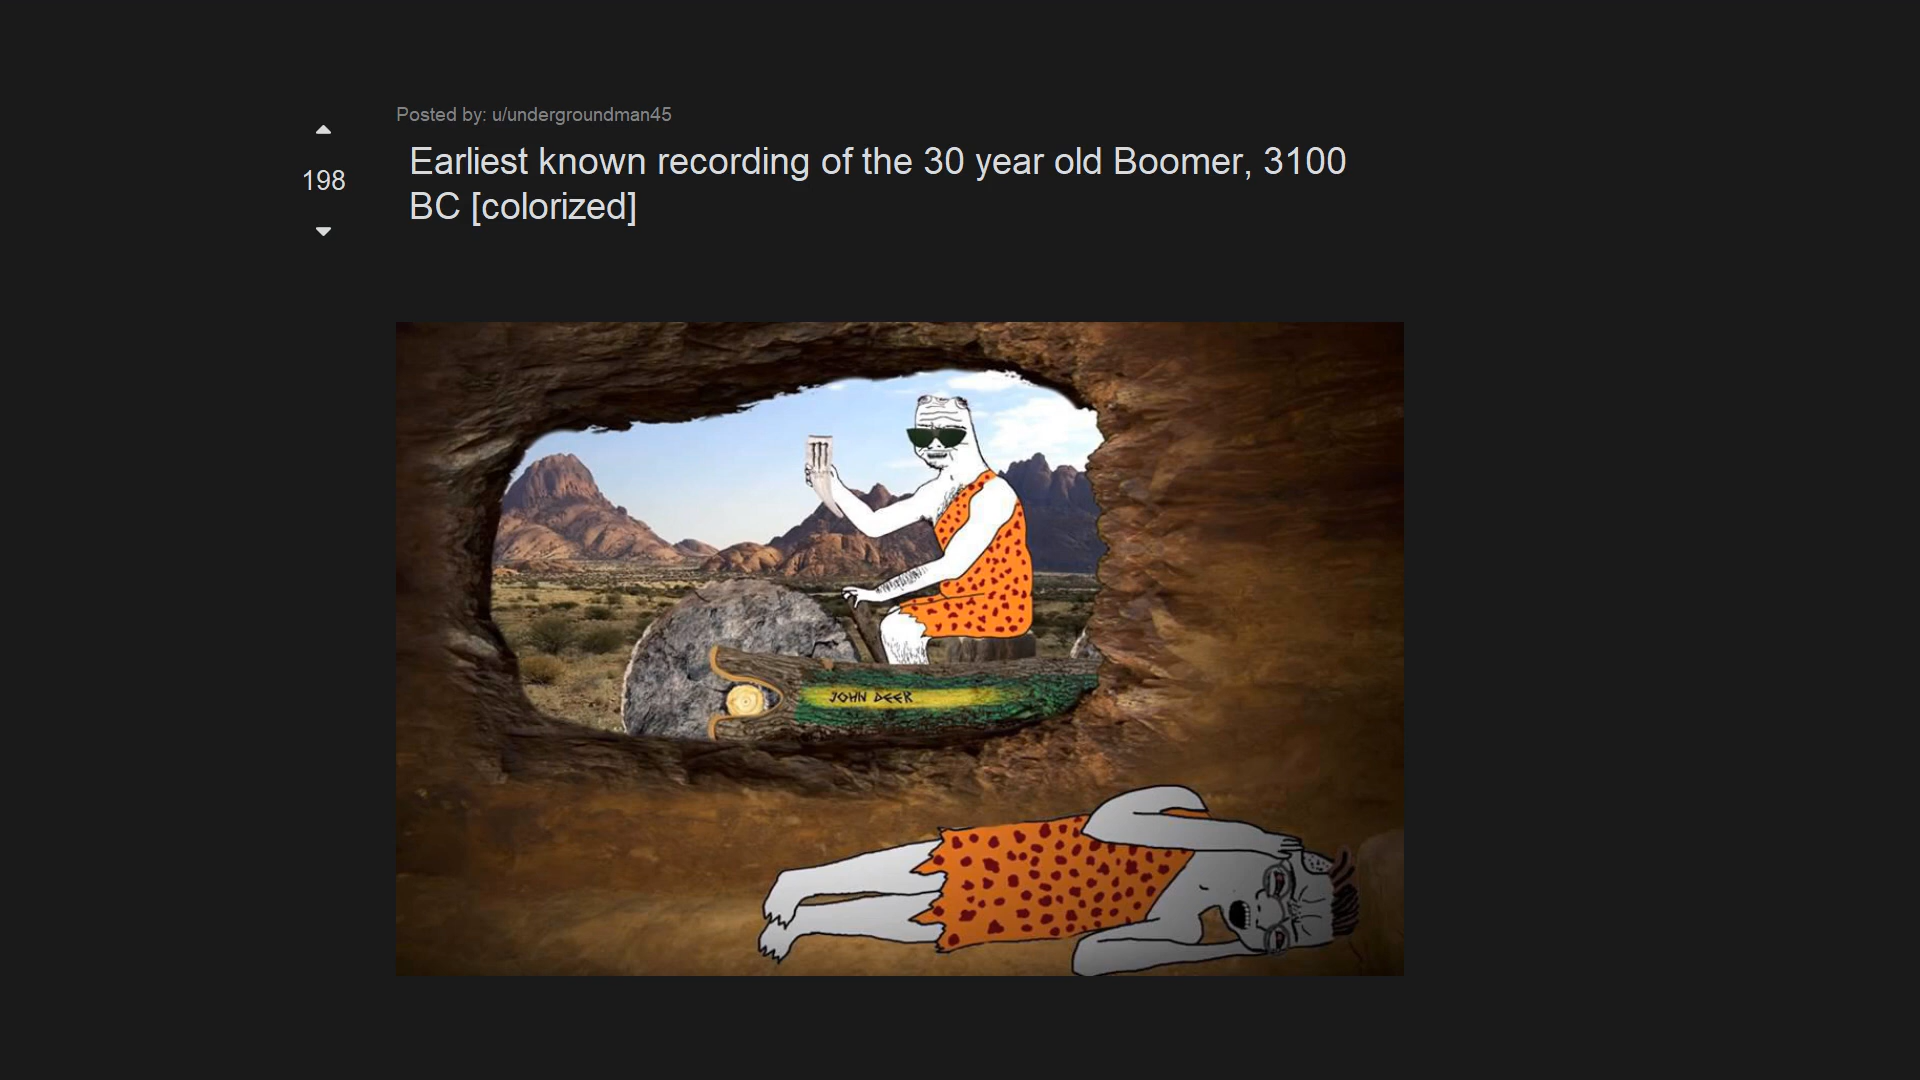 Posted by: u/undergroundman45
198
Earliest known recording of the 30 year old Boomer, 3100
BC [colorized]
JOHN DEER